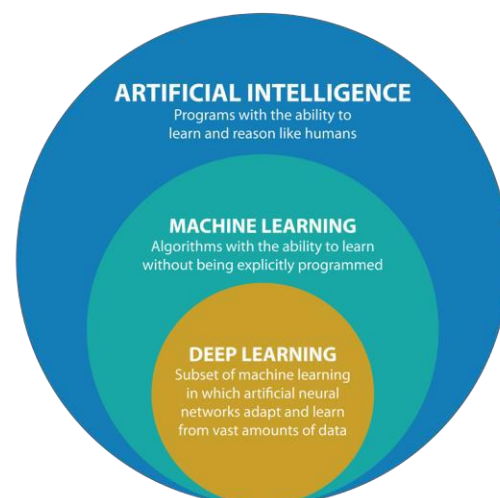 ARTIFICIAL INTELLIGENCE
Programs with the ability to
learn and reason like humans
MACHINE LEARNING
Algorithms with the ability to learn
without being explicitly programmed
DEEP LEARNING
Subset of machine learning
in which artificial neural
networks adapt and learn
from vast amounts of data